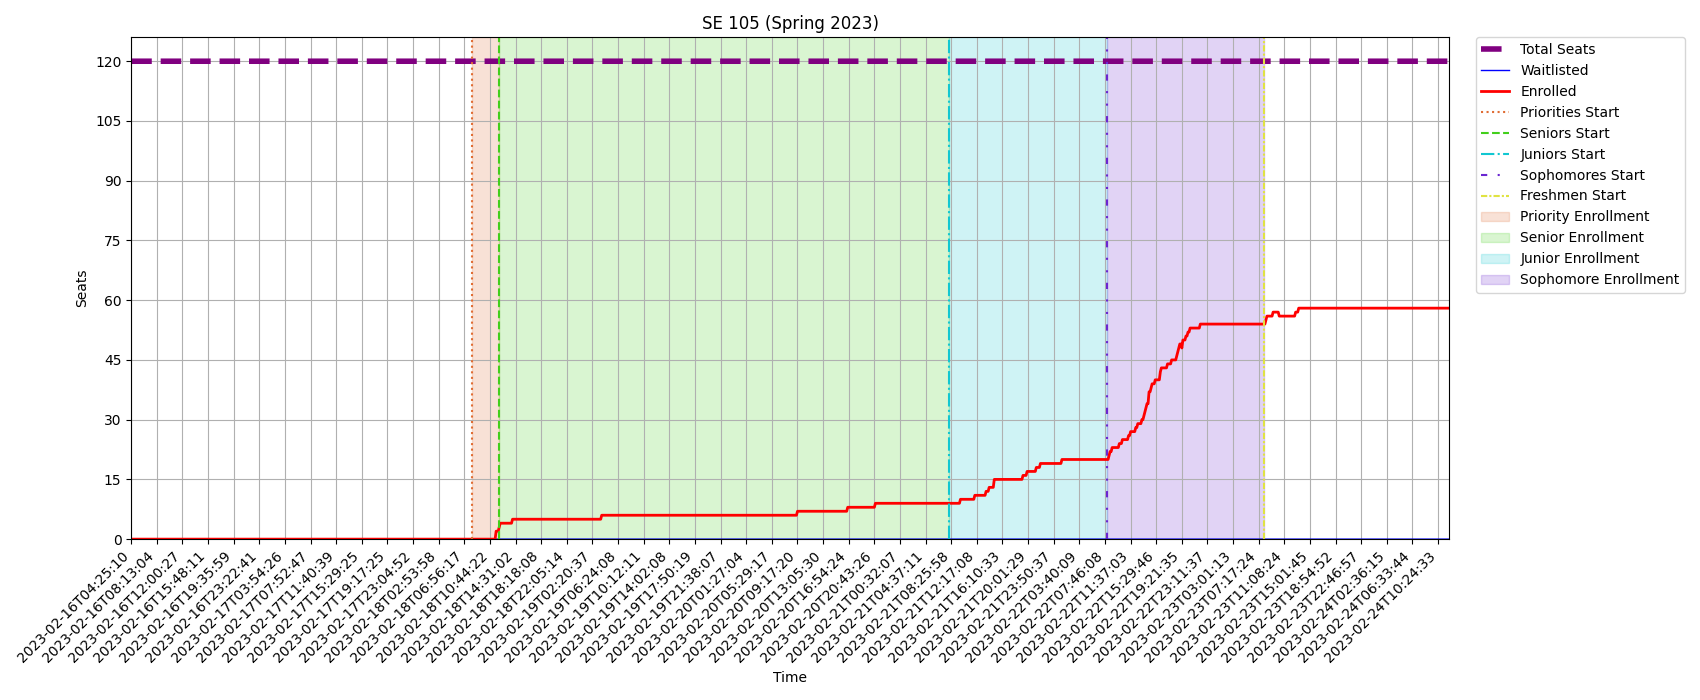 SE 105 (Spring 2023)
120
105
90
75
60
45
30
15
0
Seats
2023-02-16T04:25:10
2023-02-16T08:13:04
2023-02-16T12:00:27
2023-02-16T15:48:11
2023-02-16T19:35:59
2023-02-16T23:22:41
2023-02-17T03:54:26
2023-02-17T07:52:47
2023-02-17T11:40:39
2023-02-17T15:29:25
2023-02-17T19:17:25
2023-02-17T23:04:52
2023-02-18T02:53:58
2023-02-18T06:56:17
2023-02-18T10:44:22
2023-02-18T14:31:02
2023-02-18T18:18:08
2023-02-18T22:05:14
2023-02-19T02:20:37
2023-02-19T06:24:08
2023-02-19T10:12:11
2023-02-19T14:02:08
2023-02-19T17:50:19
2023-02-19T21:38:07
2023-02-20T01:27:04
2023-02-20T05:29:17
2023-02-20T09:17:20
2023-02-20T13:05:30
2023-02-20T16:54:24
2023-02-20T20:43:26
2023-02-21T00:32:07
2023-02-21T04:37:11
2023-02-21T08:25:58
2023-02-21T12:17:08
2023-02-21T16:10:33
2023-02-21T20:01:29
2023-02-21T23:50:37
2023-02-22T03:40:09
2023-02-22T07:46:08
2023-02-22T11:37:03
2023-02-22T15:29:46
2023-02-22T19:21:35
2023-02-22T23:11:37
2023-02-23T03:01:13
2023-02-23T07:17:24
2023-02-23T11:08:24
2023-02-23T15:01:45
2023-02-23T18:54:52
2023-02-23T22:46:57
2023-02-24T02:36:15
2023-02-24T06:33:44
2023-02-24T10:24:33
Time
Total Seats
Waitlisted
Enrolled
Priorities Start
Seniors Start
Juniors Start
Sophomores Start
Freshmen Start
Priority Enrollment
Senior Enrollment
Junior Enrollment
Sophomore Enrollment